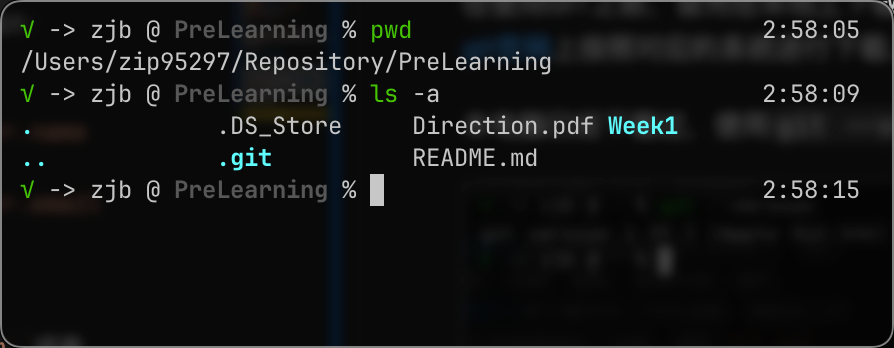 √ -> zjb @ PreLearning % pwd 2:58:05
/Users/zip95297/Repository/PreLearning
√ -> zjb @ PreLearning % ls -a 2:58:09
. .DS_Store Direction.pdf Week1
.. .git README.md
√ -> zjb @ PreLearning % 2:58:15